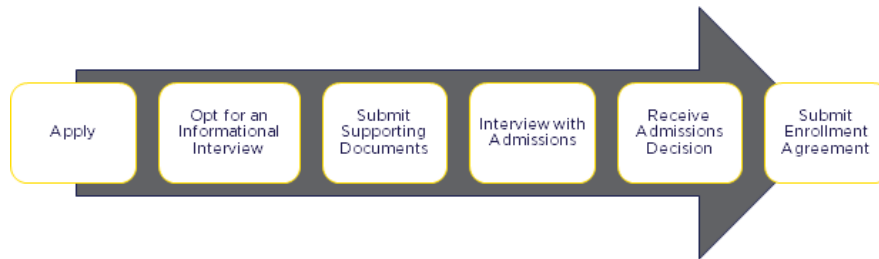 Apply
Opt for an
Informational
Interview
Submit
Supporting
Documents
Interview with
Admissions
Receive
Admissions
Decision
Submit
Enrollment
Agreement